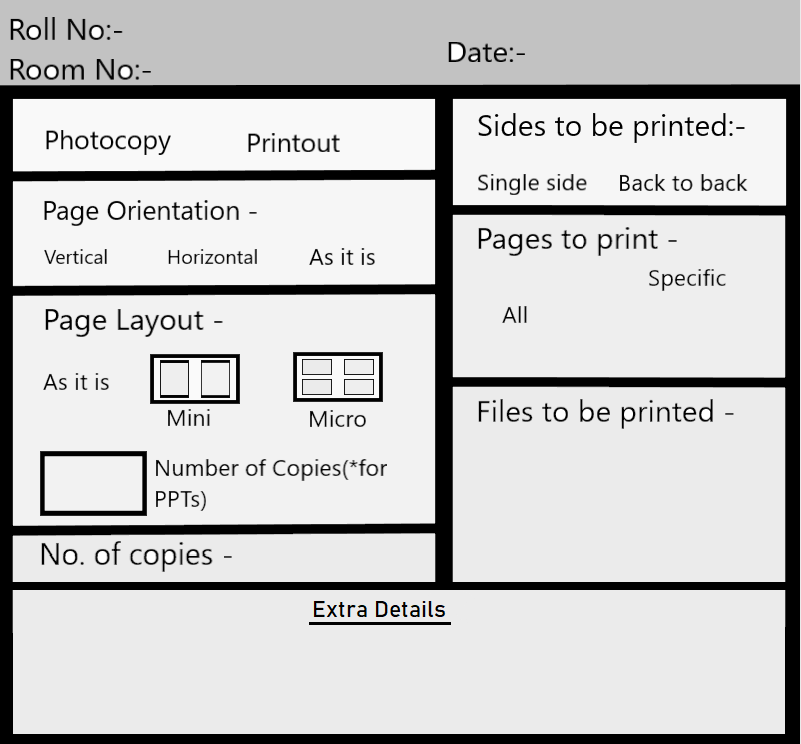 Roll No:-
Room No:-
Date:-
Photocopy Printout
Page Orientation -
Vertical Horizontal As it is
Page Layout -
As it is
Mini Micro
Number of Copies(*for
PPTs)
No. of copies -
Sides to be printed:-
Single side Back to back
Pages to print -
Specific
All
Files to be printed -
Extra Details